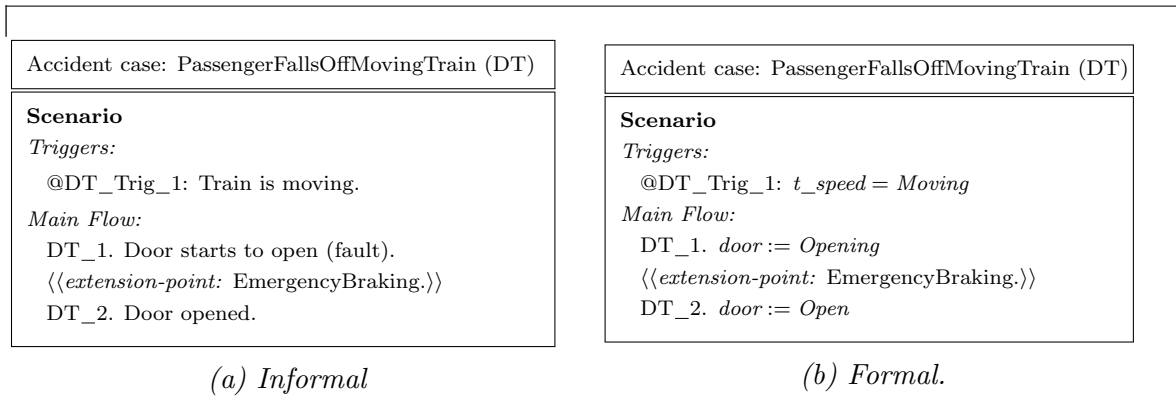 Accident case: PassengerFallsOffMovingTrain (DT)
Scenario
Triggers:
@DT_Trig_1: Train is moving.
Main Flow:
DT_1. Door starts to open (fault).
⟨⟨extension-point: EmergencyBraking.⟩⟩
DT_2. Door opened.
(a) Informal
Accident case: PassengerFallsOffMovingTrain (DT)
Scenario
Triggers:
@DT_Trig_1: t_speed = Moving
Main Flow:
DT_1. door := Opening
⟨⟨extension-point: EmergencyBraking.⟩⟩
DT_2. door := Open
(b) Formal.